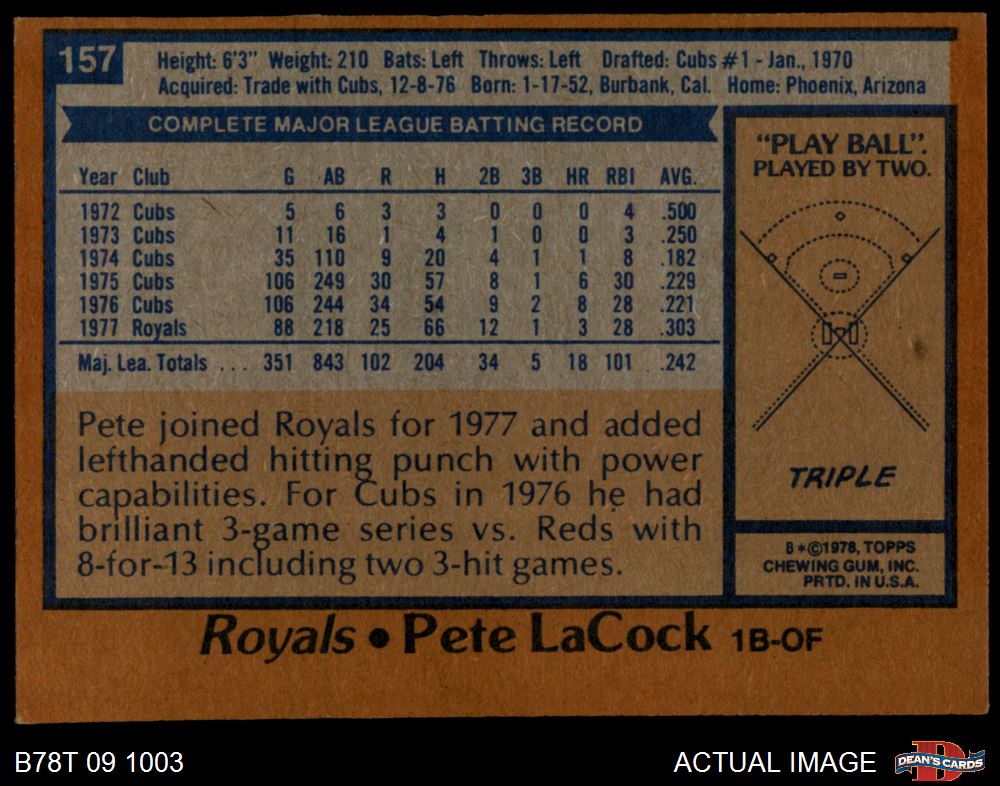 157
Height: 6'3" Weight: 210 Bats: Left Throws: Left Drafted: Cubs #1 - Jan., 1970
Acquired: Trade with Cubs, 12-8-76 Born: 1-17-52, Burbank, Cal. Home: Phoenix, Arizona
COMPLETE MAJOR LEAGUE BATTING RECORD
Year Club G AB R H 2B 3B HR RBI AVG.
1972 Cubs 5 6 3 3 0 0 0 4 .500
1973 Cubs 11 16 1 4 1 0 0 3 .250
1974 Cubs 35 110 9 20 4 1 1 8 .182
1975 Cubs 106 249 30 57 8 1 6 30 .229
1976 Cubs 106 244 34 54 9 2 8 28 .221
1977 Royals 88 218 25 66 12 1 3 28 .303
Maj. Lea. Totals ... 351 843 102 204 34 5 18 101 .242
Pete joined Royals for 1977 and added
lefthanded hitting punch with power
capabilities. For Cubs in 1976 he had
brilliant 3-game series vs. Reds with
8-for-13 including two 3-hit games.
"PLAY BALL".
PLAYED BY TWO.
TRIPLE
B*©1978, TOPPS
CHEWING GUM, INC.
PRTD. IN U.S.A.
Royals • Pete LaCock 1B-OF
B78T 09 1003
ACTUAL IMAGE
D
DEAN'S CARDS